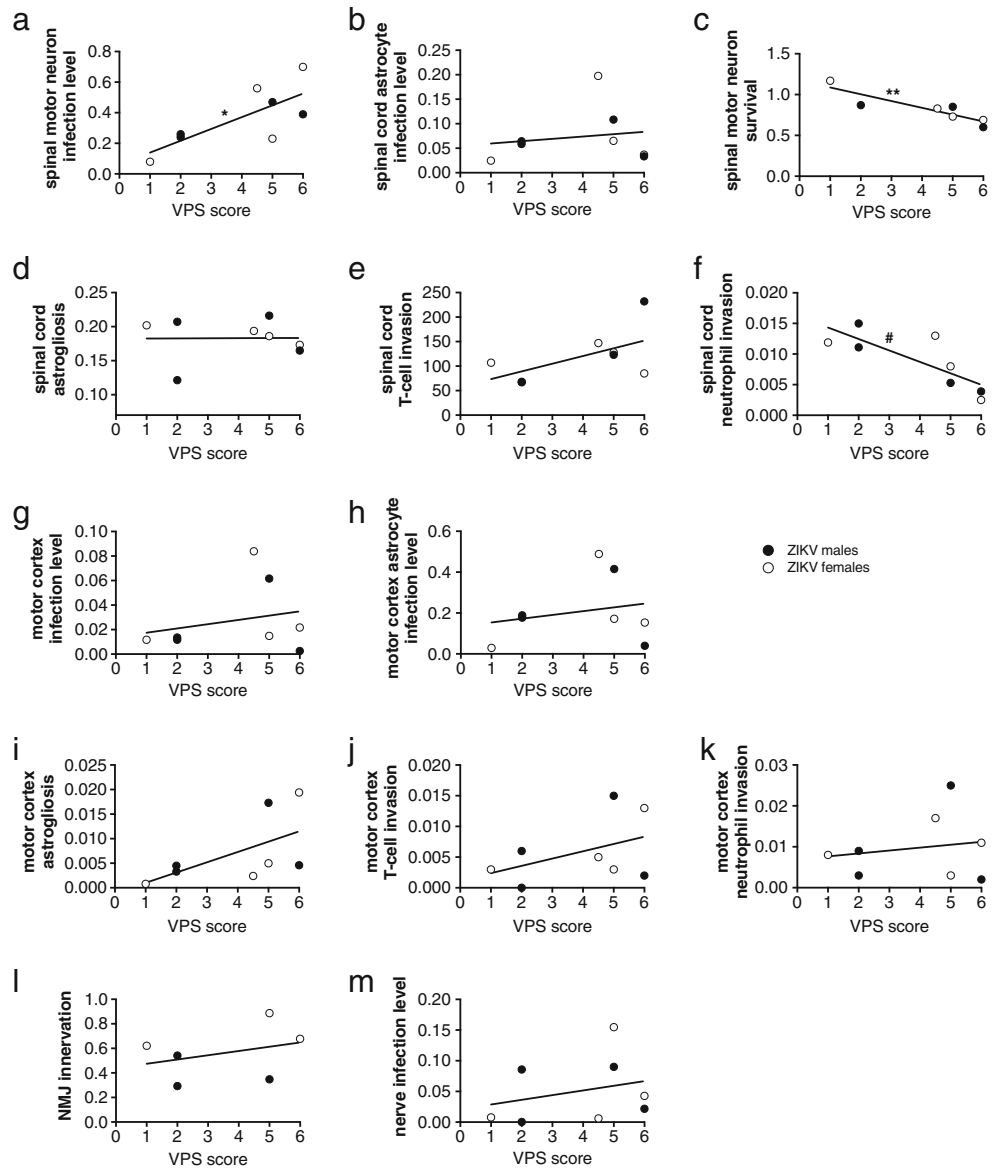 a
spinal motor neuron
infection level
0.8
0.6
0.4
0.2
0.0
*
0 1 2 3 4 5 6
VPS score
b
spinal cord astrocyte
infection level
0.25
0.20
0.15
0.10
0.05
0.00
0 1 2 3 4 5 6
VPS score
c
spinal motor neuron
survival
1.5
1.0
0.5
0.0
**
0 1 2 3 4 5 6
VPS score
d
spinal cord
astrogliosis
0.25
0.20
0.15
0.10
0 1 2 3 4 5 6
VPS score
e
spinal cord
T-cell invasion
250
200
150
100
50
0
0 1 2 3 4 5 6
VPS score
f
spinal cord
neutrophil invasion
0.020
0.015
0.010
0.005
0.000
#
0 1 2 3 4 5 6
VPS score
g
motor cortex
infection level
0.10
0.08
0.06
0.04
0.02
0.00
0 1 2 3 4 5 6
VPS score
h
motor cortex astrocyte
infection level
0.6
0.4
0.2
0.0
0 1 2 3 4 5 6
VPS score
ZIKV males
ZIKV females
i
motor cortex
astrogliosis
0.025
0.020
0.015
0.010
0.005
0.000
0 1 2 3 4 5 6
VPS score
j
motor cortex
T-cell invasion
0.025
0.020
0.015
0.010
0.005
0.000
0 1 2 3 4 5 6
VPS score
k
motor cortex
neutrophil invasion
0.03
0.02
0.01
0.00
0 1 2 3 4 5 6
VPS score
l
NMJ innervation
1.0
0.8
0.6
0.4
0.2
0.0
0 1 2 3 4 5 6
VPS score
m
nerve infection level
0.20
0.15
0.10
0.05
0.00
0 1 2 3 4 5 6
VPS score